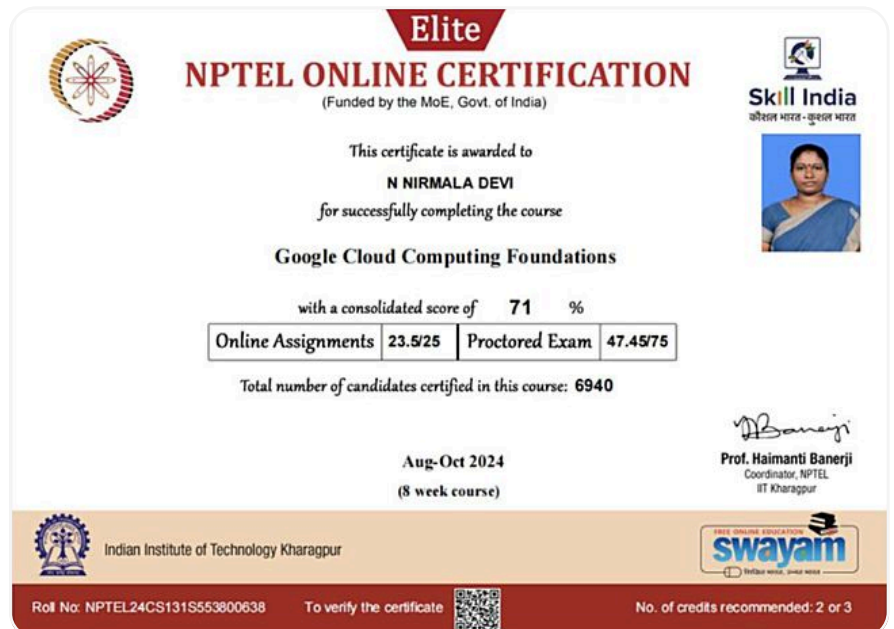 Elite
NPTEL ONLINE CERTIFICATION
(Funded by the MoE, Govt. of India)
Skill India
कौशल भारत - कुशल भारत
This certificate is awarded to
N NIRMALA DEVI
for successfully completing the course
Google Cloud Computing Foundations
with a consolidated score of 71 %
Online Assignments 23.5/25 Proctored Exam 47.45/75
Total number of candidates certified in this course: 6940
Aug-Oct 2024
(8 week course)
Prof. Haimanti Banerji
Coordinator, NPTEL
IIT Kharagpur
Indian Institute of Technology Kharagpur
FREE ONLINE EDUCATION
swayam
शिक्षित भारत, उन्नत भारत
Roll No: NPTEL24CS131S553800638 To verify the certificate No. of credits recommended: 2 or 3